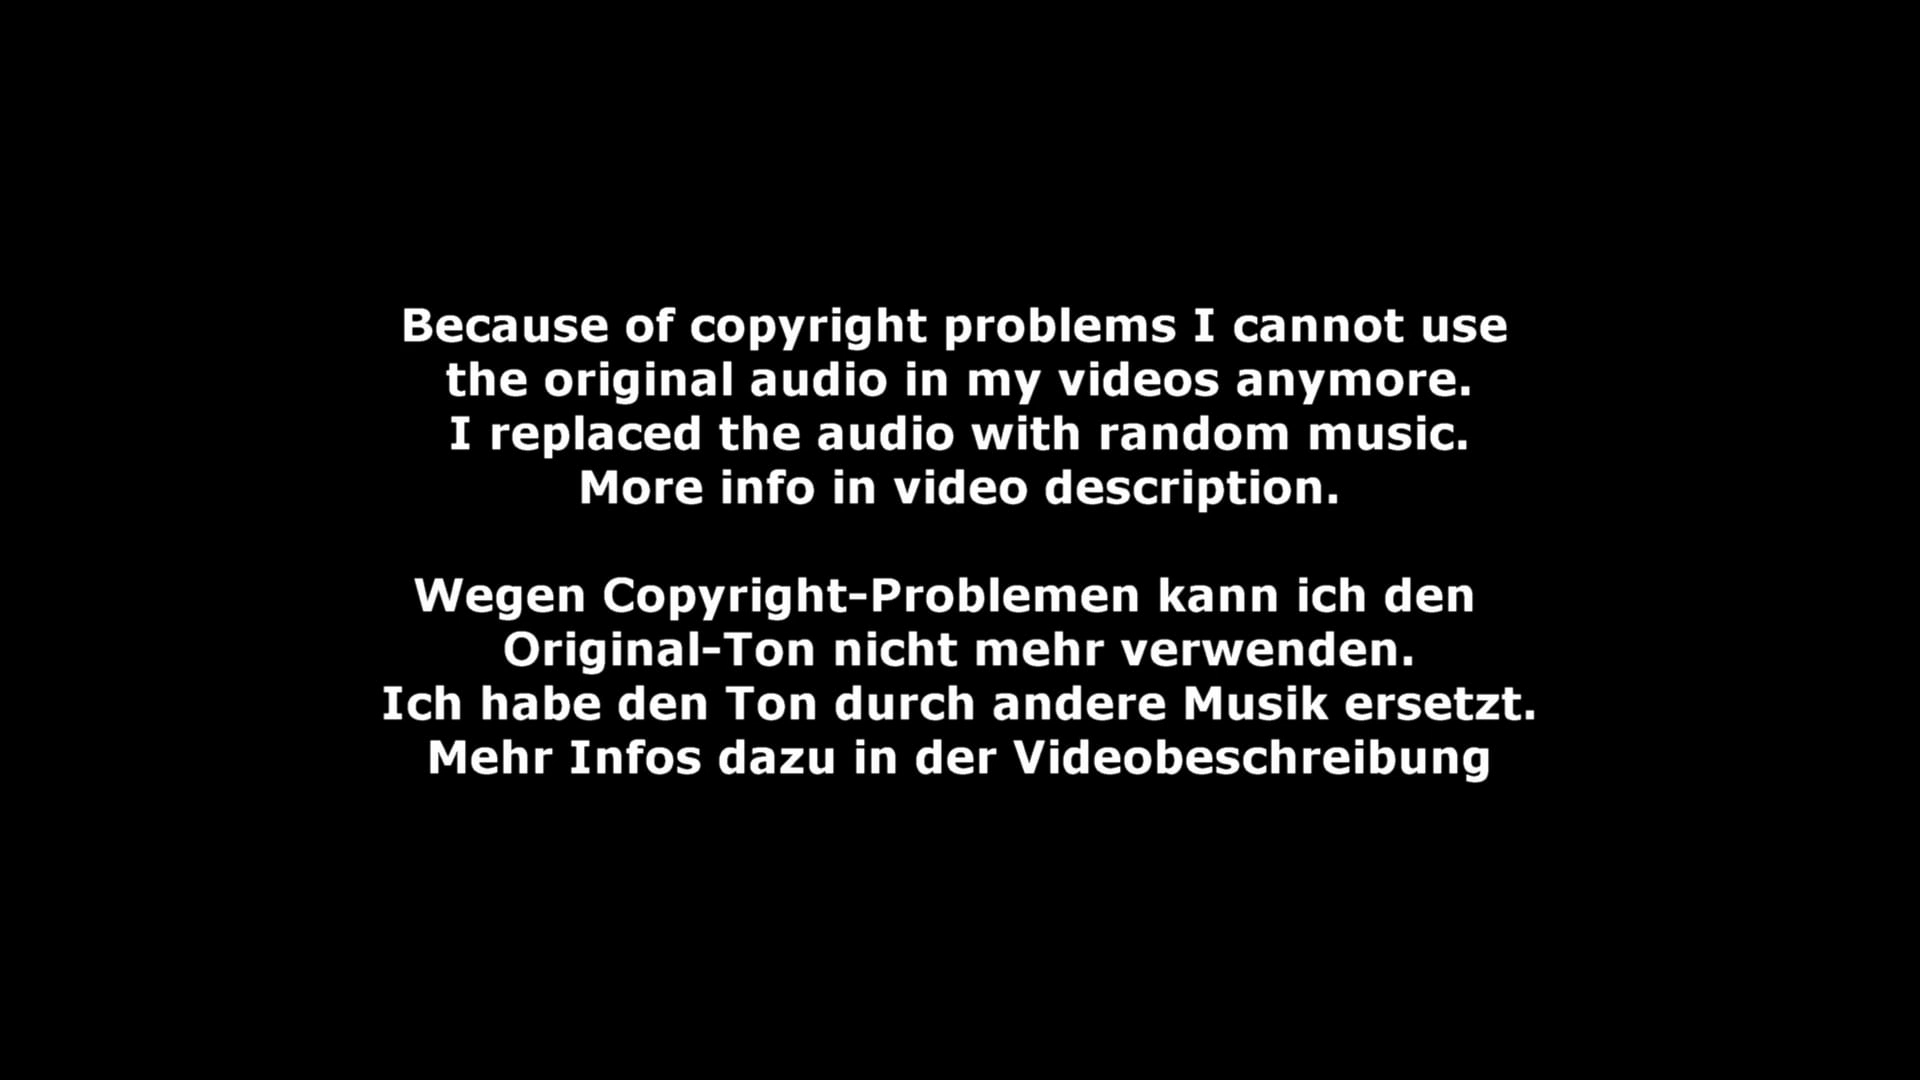 Because of copyright problems I cannot use
the original audio in my videos anymore.
I replaced the audio with random music.
More info in video description.
Wegen Copyright-Problemen kann ich den
Original-Ton nicht mehr verwenden.
Ich habe den Ton durch andere Musik ersetzt.
Mehr Infos dazu in der Videobeschreibung